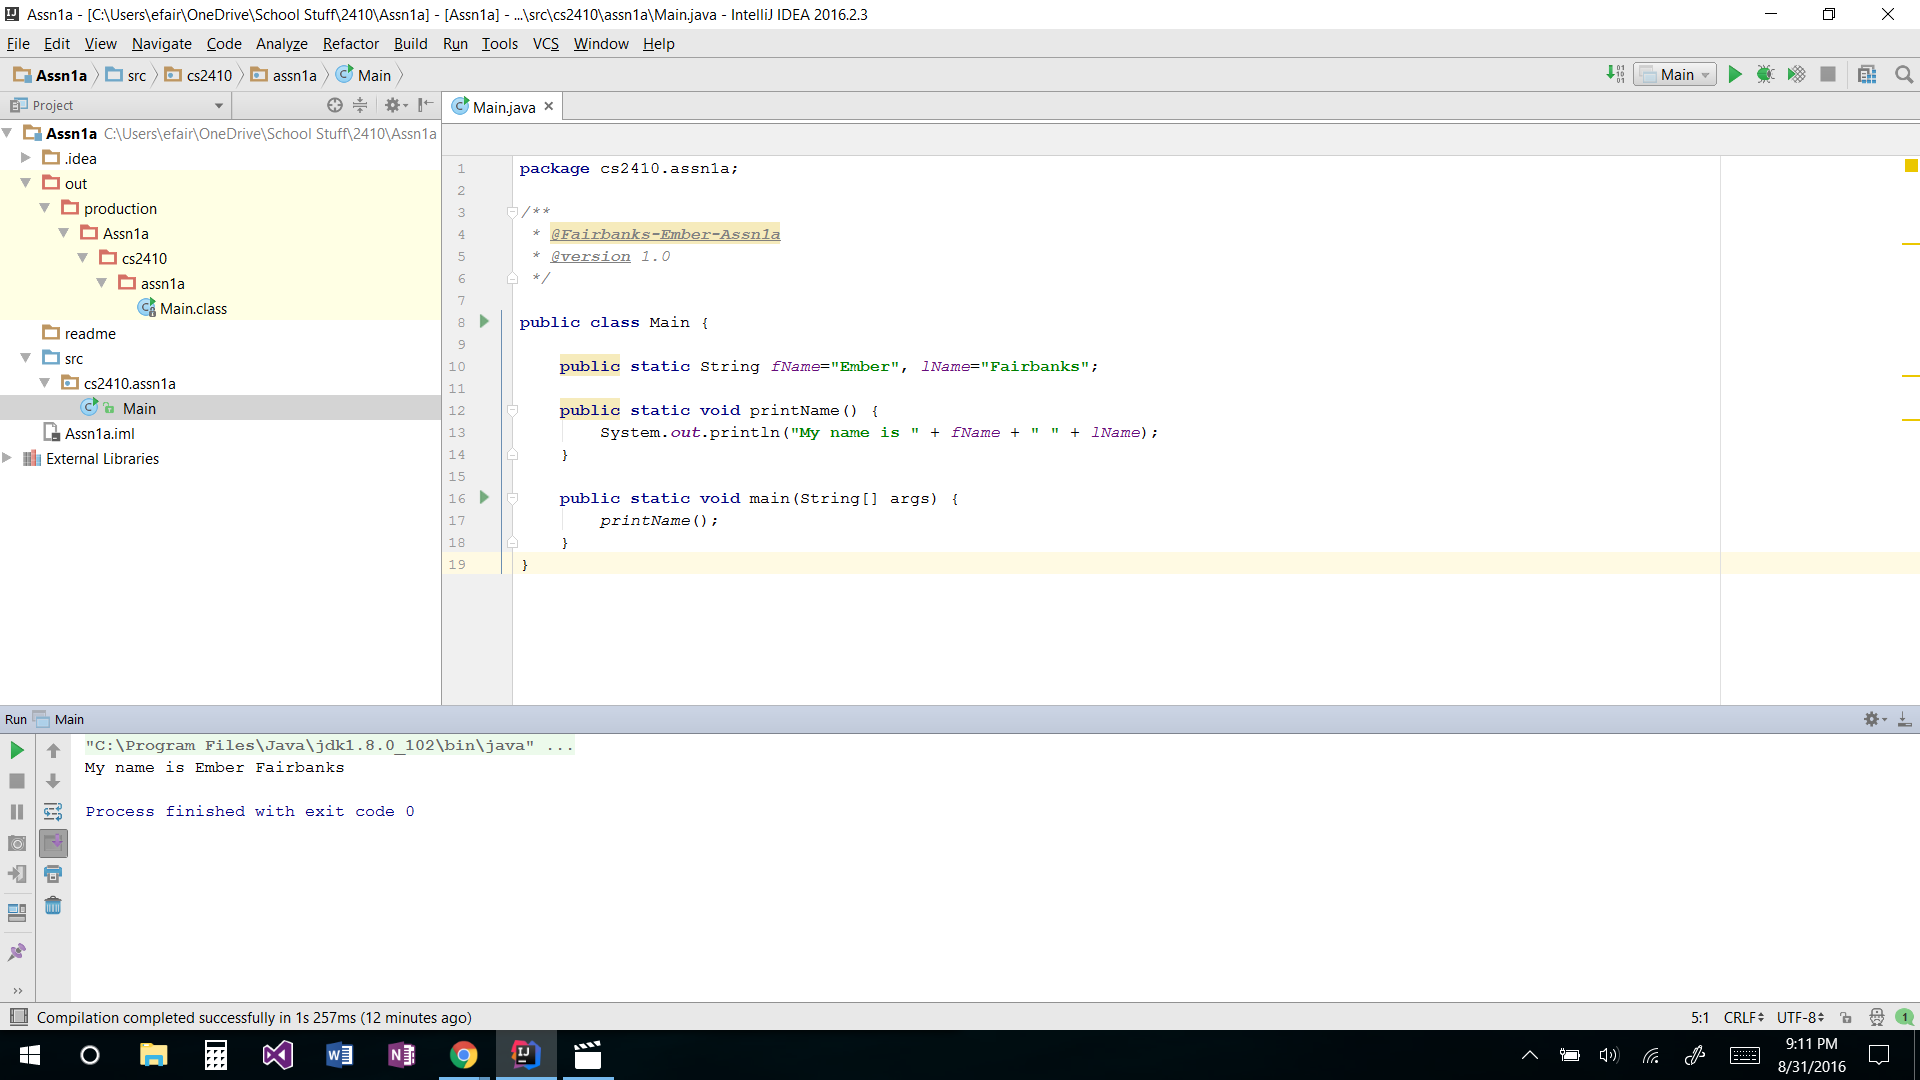 Assn1a - [C:\Users\efair\OneDrive\School Stuff\2410\Assn1a] - [Assn1a] - ...\src\cs2410\assn1a\Main.java - IntelliJ IDEA 2016.2.3
File Edit View Navigate Code Analyze Refactor Build Run Tools VCS Window Help
Assn1a src cs2410 assn1a Main
Main
Project
Main.java
Assn1a C:\Users\efair\OneDrive\School Stuff\2410\Assn1a
.idea
out
production
Assn1a
cs2410
assn1a
Main.class
readme
src
cs2410.assn1a
Main
Assn1a.iml
External Libraries
1 package cs2410.assn1a;
2
3 /**
4 * @Fairbanks-Ember-Assn1a
5 * @version 1.0
6 */
7
8 public class Main {
9
10 public static String fName="Ember", lName="Fairbanks";
11
12 public static void printName() {
13 System.out.println("My name is " + fName + " " + lName);
14 }
15
16 public static void main(String[] args) {
17 printName();
18 }
19 }
Run Main
"C:\Program Files\Java\jdk1.8.0_102\bin\java" ...
My name is Ember Fairbanks
Process finished with exit code 0
Compilation completed successfully in 1s 257ms (12 minutes ago)
5:1 CRLF UTF-8 1
9:11 PM
8/31/2016